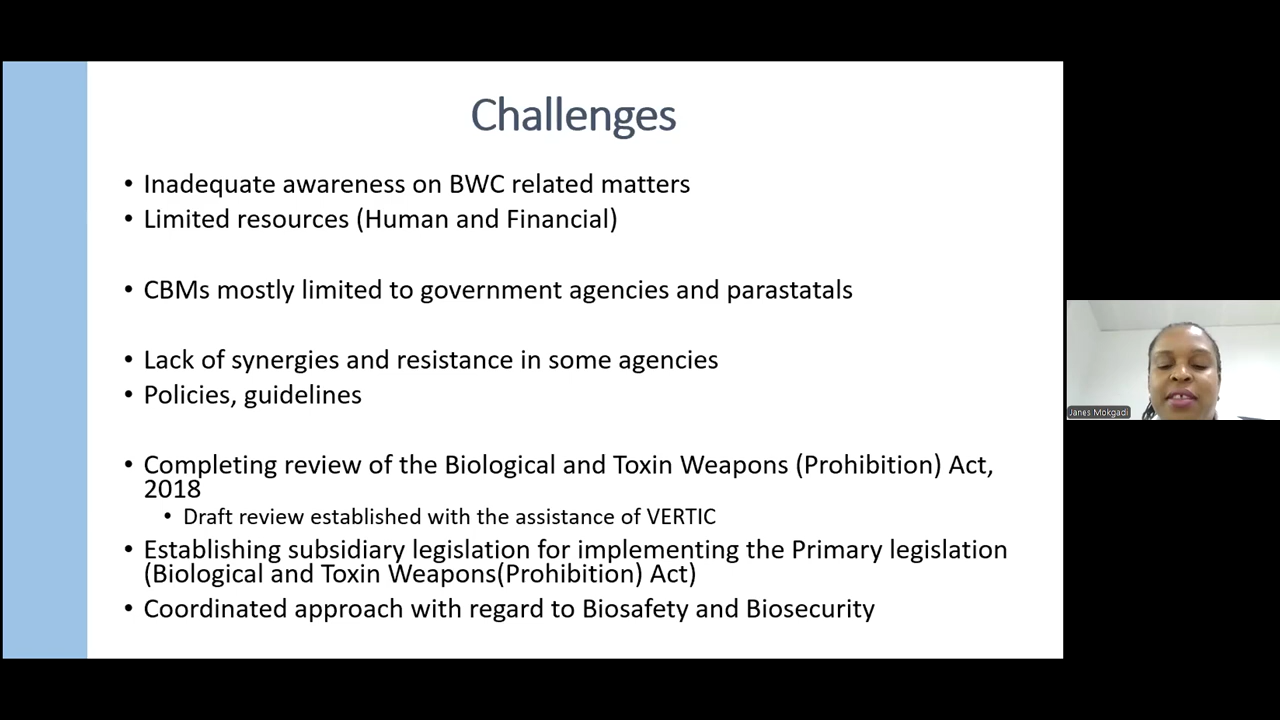 Challenges
• Inadequate awareness on BWC related matters
• Limited resources (Human and Financial)
• CBMs mostly limited to government agencies and parastatals
• Lack of synergies and resistance in some agencies
• Policies, guidelines
• Completing review of the Biological and Toxin Weapons (Prohibition) Act,
2018
• Draft review established with the assistance of VERTIC
• Establishing subsidiary legislation for implementing the Primary legislation
(Biological and Toxin Weapons(Prohibition) Act)
• Coordinated approach with regard to Biosafety and Biosecurity
Janes Mokgadi